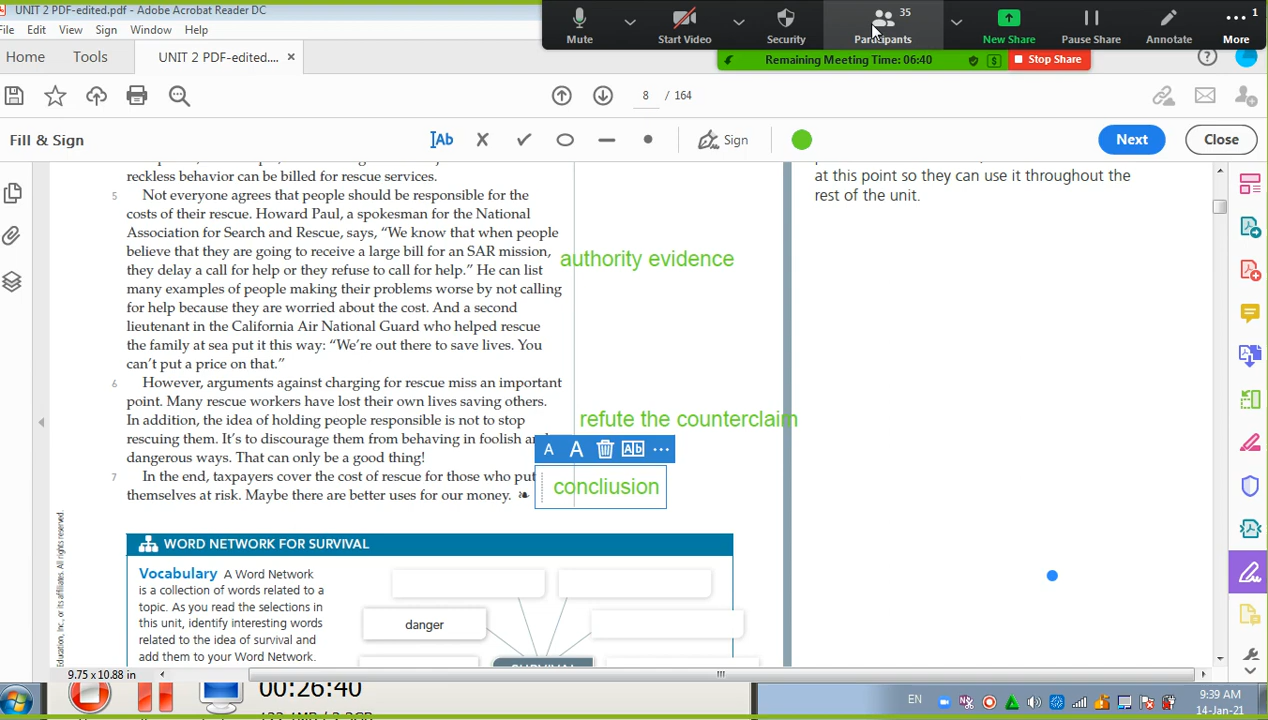 UNIT 2 PDF-edited.pdf - Adobe Acrobat Reader DC
File Edit View Sign Window Help
Mute
Start Video
Security
35
Participants
New Share
Pause Share
Annotate
1
More
Remaining Meeting Time: 06:40
Stop Share
Home
Tools
UNIT 2 PDF-edited.... ×
8 / 164
Fill & Sign
Ab
Sign
Next
Close
reckless behavior can be billed for rescue services.
5 Not everyone agrees that people should be responsible for the
costs of their rescue. Howard Paul, a spokesman for the National
Association for Search and Rescue, says, “We know that when people
believe that they are going to receive a large bill for an SAR mission,
they delay a call for help or they refuse to call for help.” He can list
many examples of people making their problems worse by not calling
for help because they are worried about the cost. And a second
lieutenant in the California Air National Guard who helped rescue
the family at sea put it this way: “We’re out there to save lives. You
can’t put a price on that.”
authority evidence
6 However, arguments against charging for rescue miss an important
point. Many rescue workers have lost their own lives saving others.
In addition, the idea of holding people responsible is not to stop
rescuing them. It’s to discourage them from behaving in foolish and
dangerous ways. That can only be a good thing!
refute the counterclaim
A A Ab ...
7 In the end, taxpayers cover the cost of rescue for those who put
themselves at risk. Maybe there are better uses for our money.
concliusion
at this point so they can use it throughout the
rest of the unit.
WORD NETWORK FOR SURVIVAL
Vocabulary A Word Network
is a collection of words related to a
topic. As you read the selections in
this unit, identify interesting words
related to the idea of survival and
add them to your Word Network.
danger
SURVIVAL
Education, Inc., or its affiliates. All rights reserved.
9.75 x 10.88 in
00:26:40
EN
9:39 AM
14-Jan-21